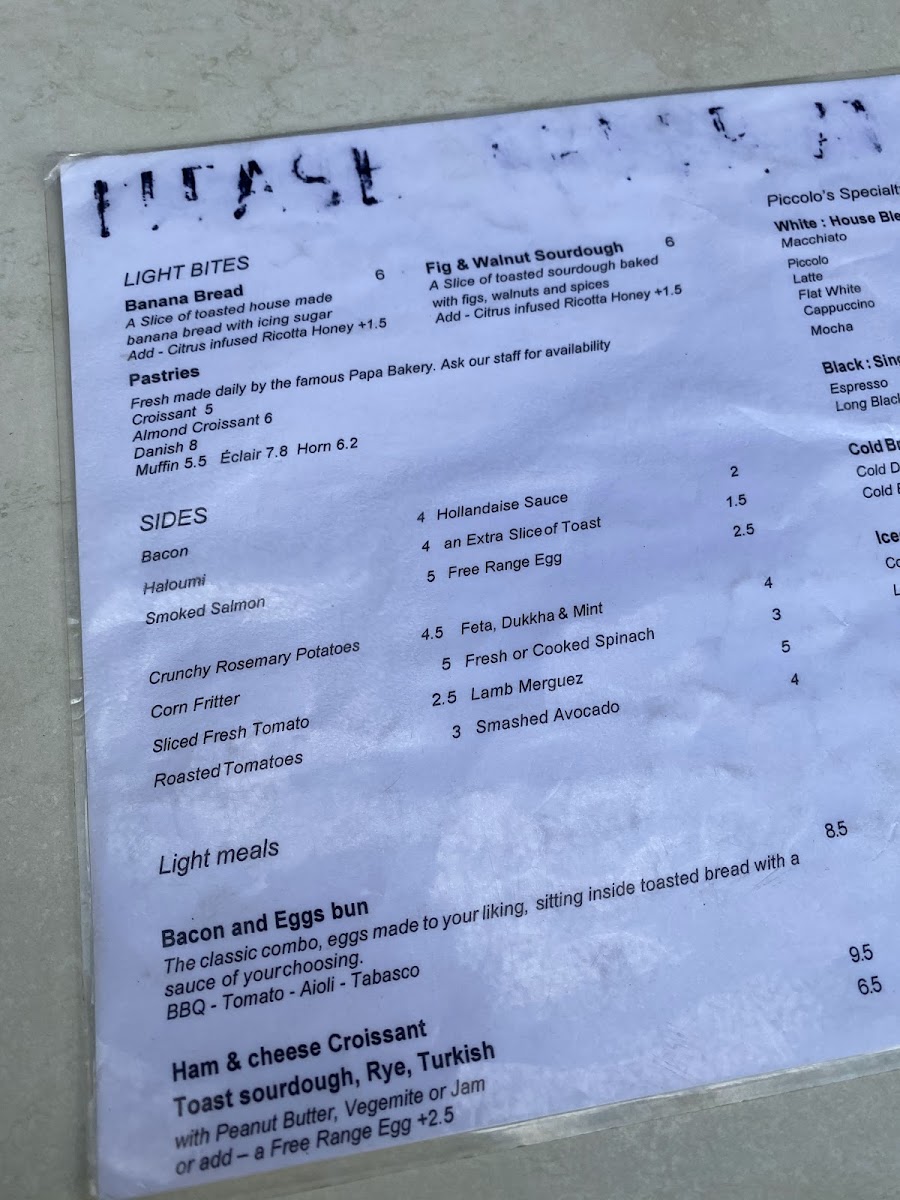 PLEASE
LIGHT BITES
Banana Bread 6
A Slice of toasted house made
banana bread with icing sugar
Add - Citrus infused Ricotta Honey +1.5
Fig & Walnut Sourdough 6
A Slice of toasted sourdough baked
with figs, walnuts and spices
Add - Citrus infused Ricotta Honey +1.5
Pastries
Fresh made daily by the famous Papa Bakery. Ask our staff for availability
Croissant 5
Almond Croissant 6
Danish 8
Muffin 5.5 Éclair 7.8 Horn 6.2
SIDES
Bacon 4 Hollandaise Sauce 2
Haloumi 4 an Extra Slice of Toast 1.5
Smoked Salmon 5 Free Range Egg 2.5
Crunchy Rosemary Potatoes 4.5 Feta, Dukkha & Mint 4
Corn Fritter 5 Fresh or Cooked Spinach 3
Sliced Fresh Tomato 2.5 Lamb Merguez 5
Roasted Tomatoes 3 Smashed Avocado 4
Light meals
Bacon and Eggs bun 8.5
The classic combo, eggs made to your liking, sitting inside toasted bread with a
sauce of your choosing.
BBQ - Tomato - Aioli - Tabasco
Ham & cheese Croissant 9.5
Toast sourdough, Rye, Turkish 6.5
with Peanut Butter, Vegemite or Jam
or add – a Free Range Egg +2.5
Piccolo's
White : House
Macchiato
Piccolo
Latte
Flat White
Cappuccino
Mocha
Black :
Espresso
Long
Cold
Cold